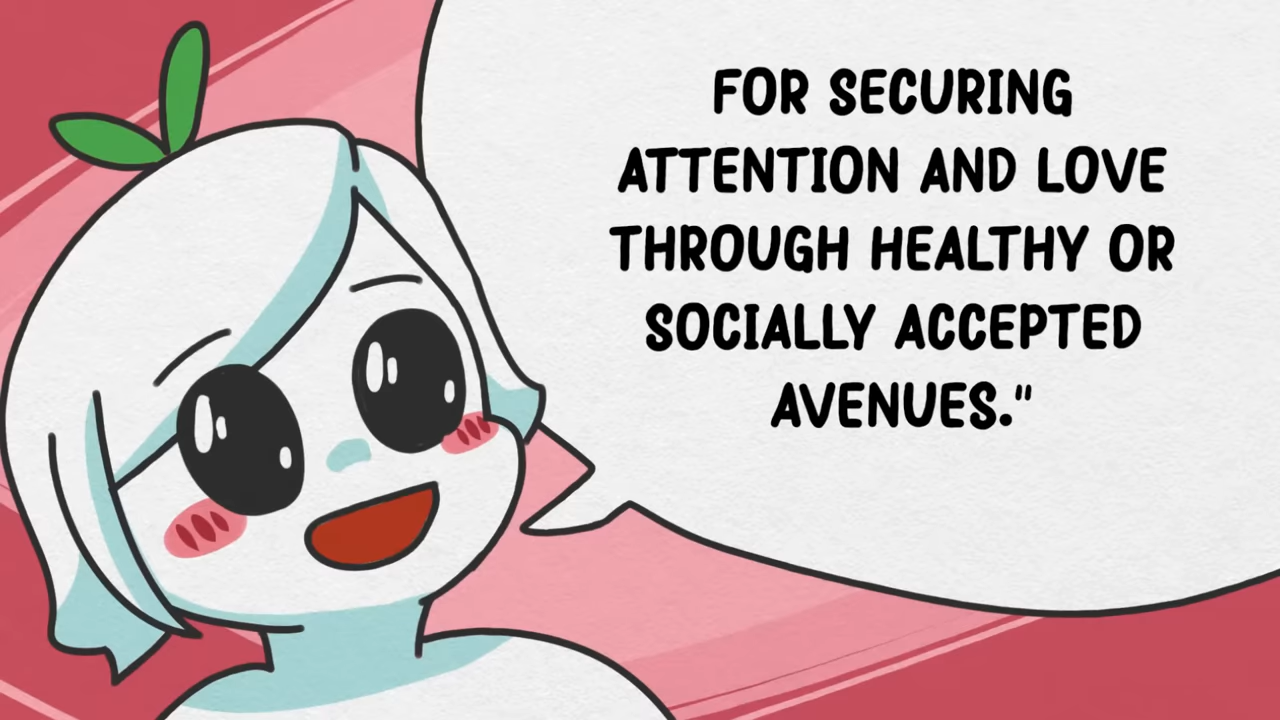 FOR SECURING
ATTENTION AND LOVE
THROUGH HEALTHY OR
SOCIALLY ACCEPTED
AVENUES."